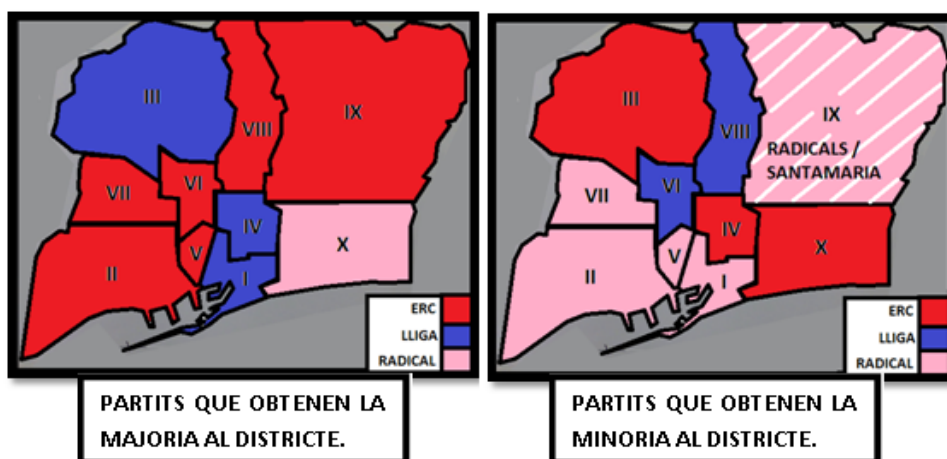 III
VIII
IX
VII
VI
IV
V
X
II
I
ERC
LLIGA
RADICAL
PARTITS QUE OBTENEN LA
MAJORIA AL DISTRICTE.
III
VIII
IX
RADICALS /
SANTAMARIA
VII
VI
IV
V
X
II
I
ERC
LLIGA
RADICAL
PARTITS QUE OBTENEN LA
MINORIA AL DISTRICTE.